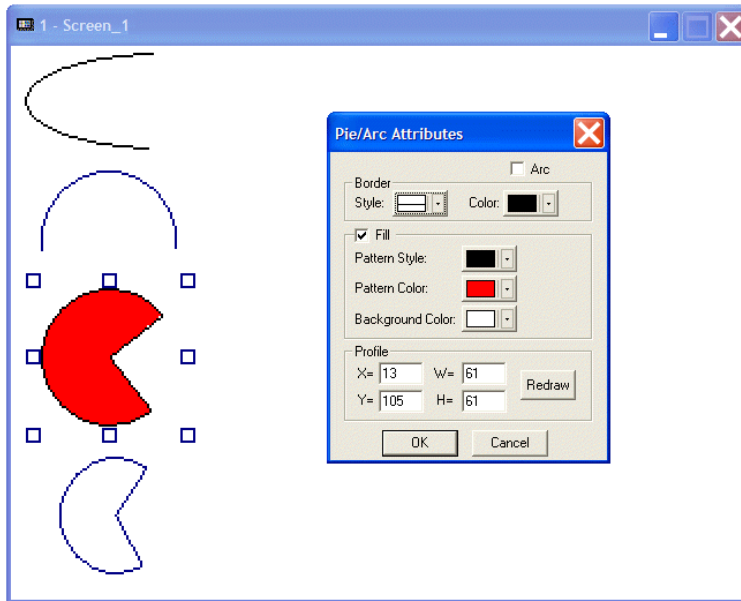 1 - Screen_1
Pie/Arc Attributes
Arc
Border
Style: Color:
Fill
Pattern Style:
Pattern Color:
Background Color:
Profile
X= 13 W= 61
Y= 105 H= 61
Redraw
OK Cancel